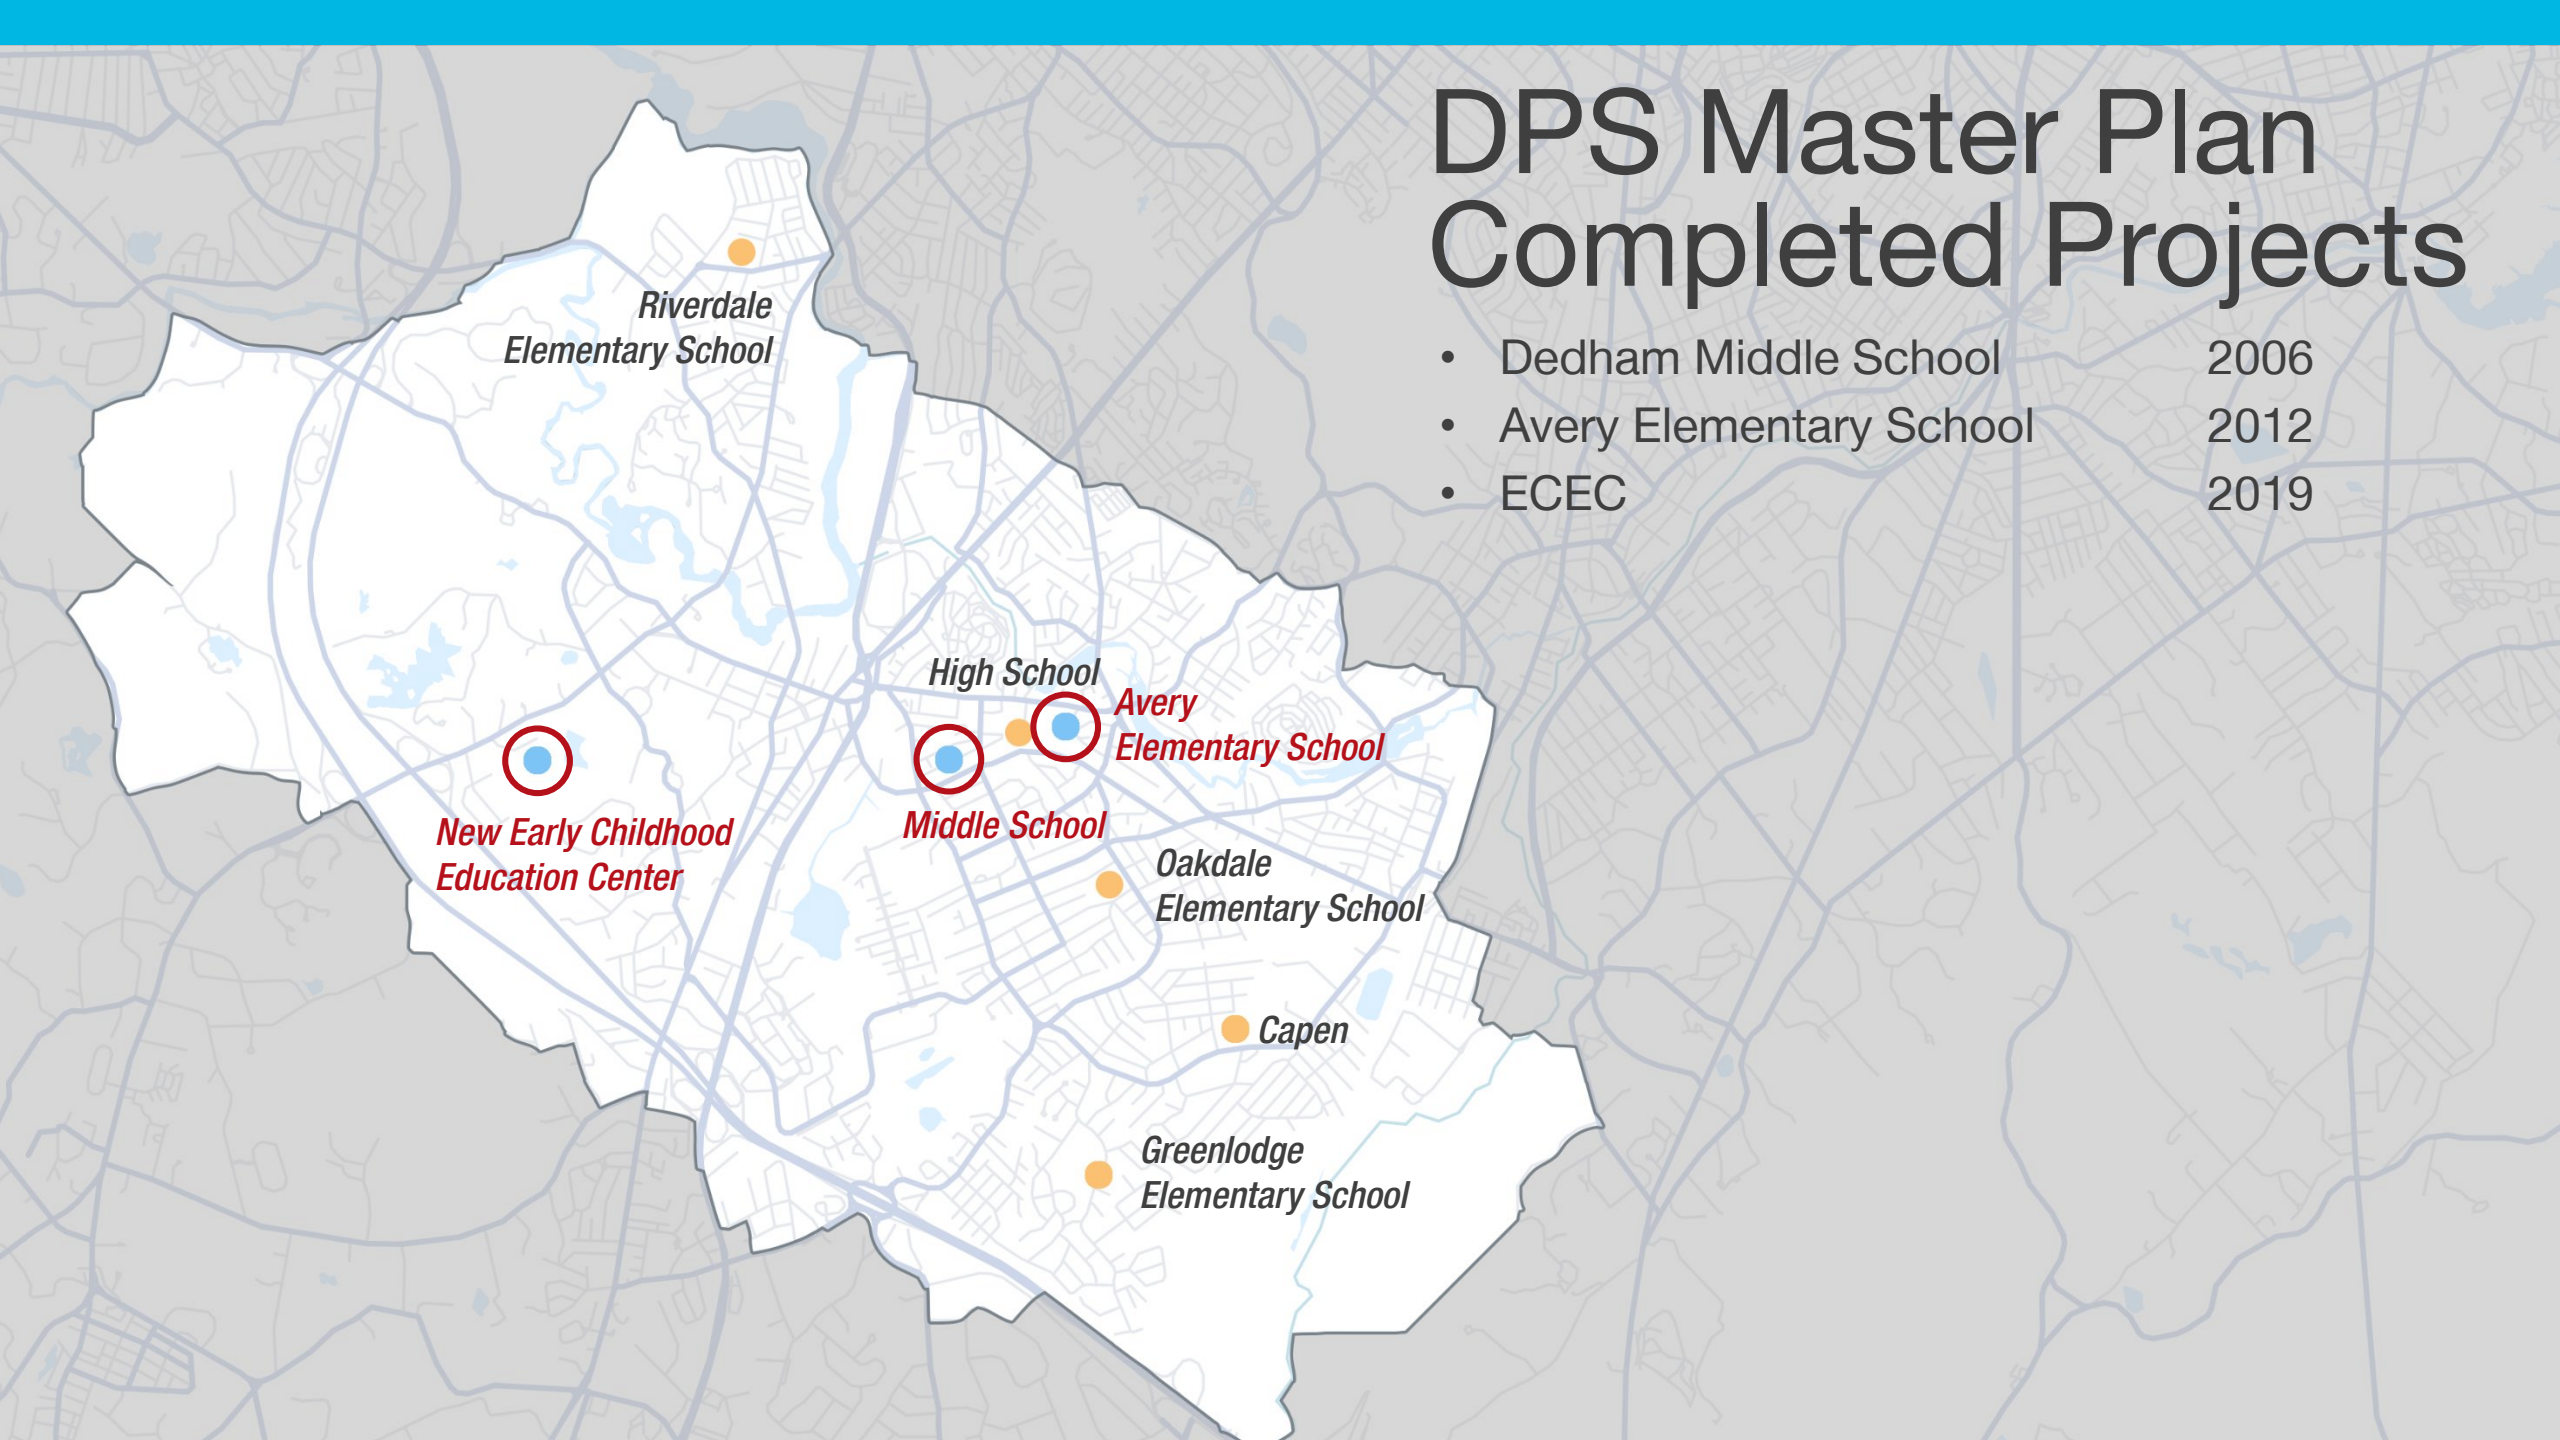 DPS Master Plan
Completed Projects
• Dedham Middle School 2006
• Avery Elementary School 2012
• ECEC 2019
Riverdale
Elementary School
High School
Avery
Elementary School
Middle School
New Early Childhood
Education Center
Oakdale
Elementary School
Capen
Greenlodge
Elementary School